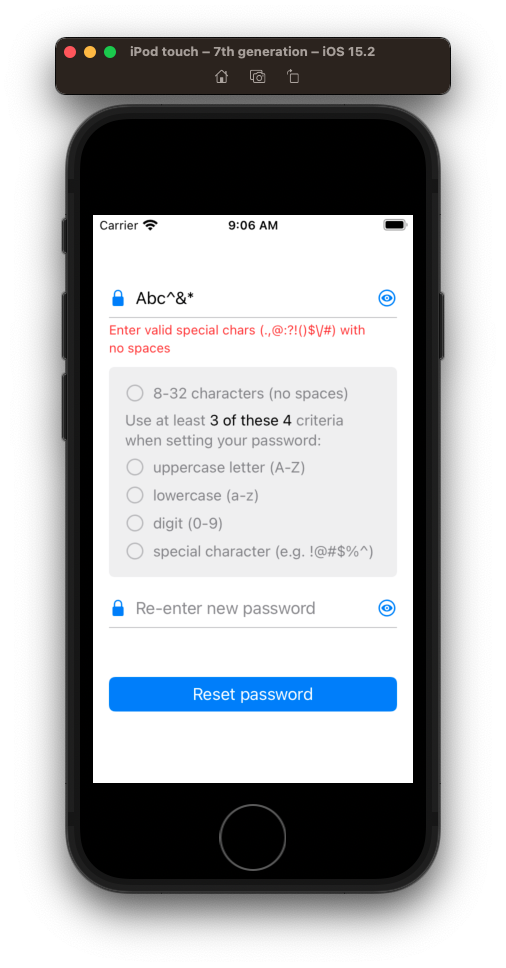 iPod touch – 7th generation – iOS 15.2
Carrier 9:06 AM
Abc^&*
Enter valid special chars (.,@:?!()$\/#) with
no spaces
8-32 characters (no spaces)
Use at least 3 of these 4 criteria
when setting your password:
uppercase letter (A-Z)
lowercase (a-z)
digit (0-9)
special character (e.g. !@#$%^)
Re-enter new password
Reset password